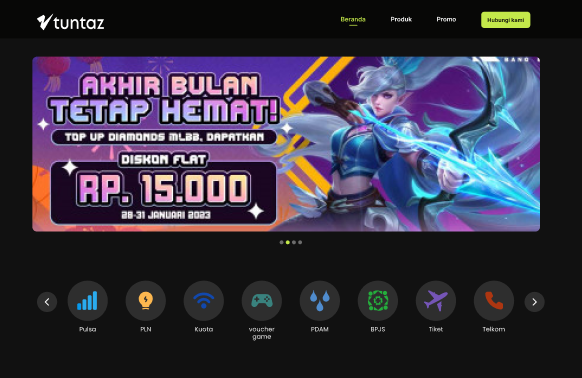 tuntaz
Beranda
Produk
Promo
Hubungi kami
BANG
AKHIR BULAN
TETAP HEMAT!
TOP UP DIAMONDS MLBB, DAPATKAN
DISKON FLAT
RP. 15.000
28-31 JANUARI 2023
Pulsa
PLN
Kuota
voucher
game
PDAM
BPJS
Tiket
Telkom